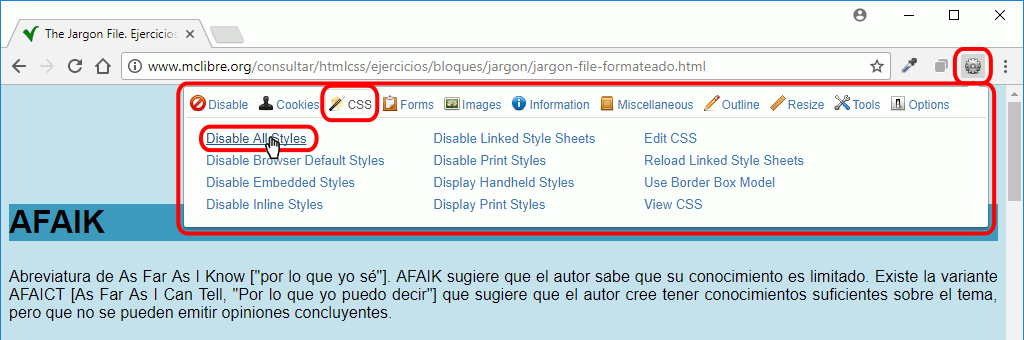 The Jargon File. Ejercicios
www.mclibre.org/consultar/htmlcss/ejercicios/bloques/jargon/jargon-file-formateado.html
Disable Cookies CSS Forms Images Information Miscellaneous Outline Resize Tools Options
Disable All Styles Disable Linked Style Sheets Edit CSS
Disable Browser Default Styles Disable Print Styles Reload Linked Style Sheets
Disable Embedded Styles Display Handheld Styles Use Border Box Model
Disable Inline Styles Display Print Styles View CSS
AFAIK
Abreviatura de As Far As I Know ["por lo que yo sé"]. AFAIK sugiere que el autor sabe que su conocimiento es limitado. Existe la variante
AFAICT [As Far As I Can Tell, "Por lo que yo puedo decir"] que sugiere que el autor cree tener conocimientos suficientes sobre el tema,
pero que no se pueden emitir opiniones concluyentes.